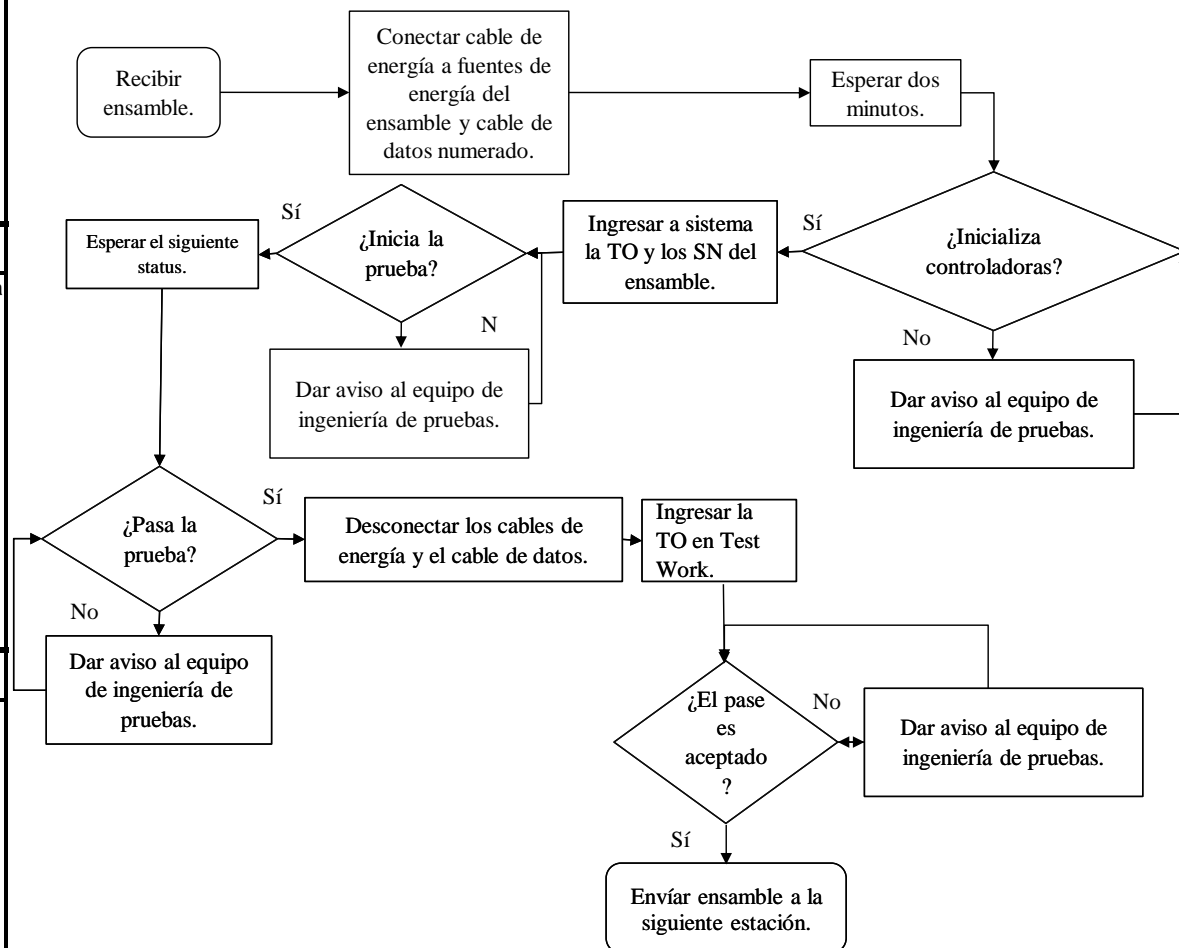 Recibir
ensamble.
Conectar cable de
energía a fuentes de
energía del
ensamble y cable de
datos numerado.
Esperar dos
minutos.
¿Inicializa
controladoras?
Sí
No
Dar aviso al equipo de
ingeniería de pruebas.
Ingresar a sistema
la TO y los SN del
ensamble.
¿Inicia la
prueba?
Sí
N
Dar aviso al equipo de
ingeniería de pruebas.
Esperar el siguiente
status.
¿Pasa la
prueba?
Sí
No
Dar aviso al equipo
de ingeniería de
pruebas.
Desconectar los cables de
energía y el cable de datos.
Ingresar la
TO en Test
Work.
¿El pase
es
aceptado
?
No
Dar aviso al equipo de
ingeniería de pruebas.
Sí
Envíar ensamble a la
siguiente estación.